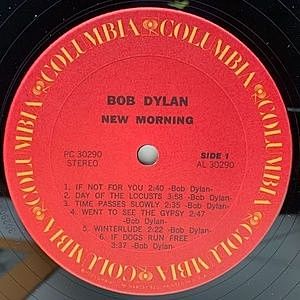 COLUMBIA COLUMBIA COLUMBIA COLUMBIA COLUMBIA COLUMBIA
BOB DYLAN
NEW MORNING
PC 30290 SIDE 1
STEREO AL 30290
1. IF NOT FOR YOU 2:40 -Bob Dylan-
2. DAY OF THE LOCUSTS 3:58 -Bob Dylan-
3. TIME PASSES SLOWLY 2:35 -Bob Dylan-
4. WENT TO SEE THE GYPSY 2:47
-Bob Dylan-
5. WINTERLUDE 2:22 -Bob Dylan-
6. IF DOGS RUN FREE
3:37 -Bob Dylan-